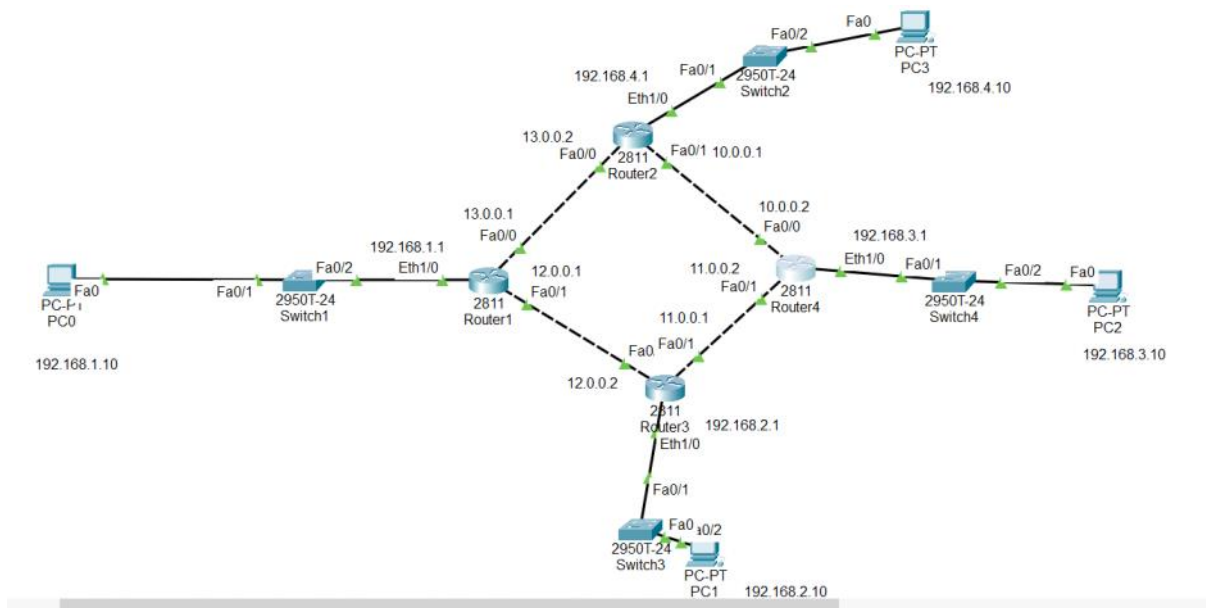 Fa0
PC-PT
PC3
192.168.4.10
Fa0/2
2950T-24
Switch2
Fa0/1
192.168.4.1
Eth1/0
13.0.0.2
Fa0/0
2811
Router2
Fa0/1
10.0.0.1
13.0.0.1
Fa0/0
10.0.0.2
Fa0/0
192.168.3.1
Eth1/0
Fa0/1
2950T-24
Switch4
Fa0/2
Fa0
PC-PT
PC2
192.168.3.10
192.168.1.1
Eth1/0
12.0.0.1
Fa0/1
2811
Router1
11.0.0.2
Fa0/1
2811
Router4
Fa0
PC0
192.168.1.10
Fa0/1
Fa0/2
2950T-24
Switch1
11.0.0.1
Fa0/1
12.0.0.2
2811
Router3
192.168.2.1
Eth1/0
Fa0/1
2950T-24
Switch3
PC-PT
PC1
192.168.2.10